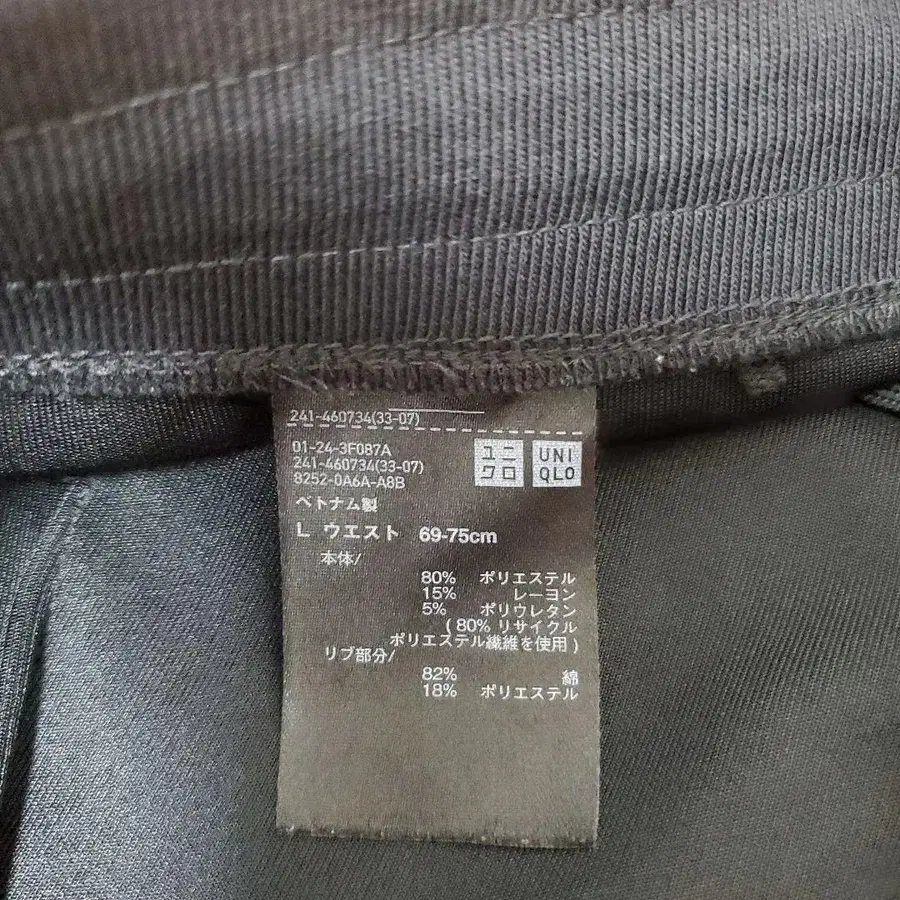 241-460734(33-07)
ユニ
クロ
UNI
QLO
01-24-3F087A
241-460734(33-07)
8252-0A6A-A8B
ベトナム製
L ウエスト 69-75cm
本体/
80% ポリエステル
15% レーヨン
5% ポリウレタン
( 80% リサイクル
ポリエステル繊維を使用 )
リブ部分/
82% 綿
18% ポリエステル